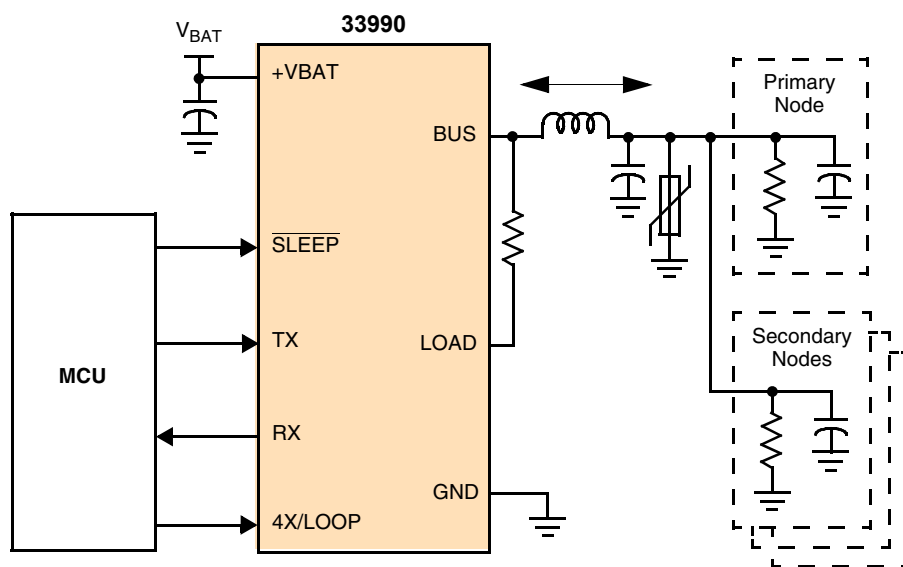 33990
VBAT
+VBAT
BUS
SLEEP
TX
LOAD
RX
GND
4X/LOOP
MCU
Primary
Node
Secondary
Nodes